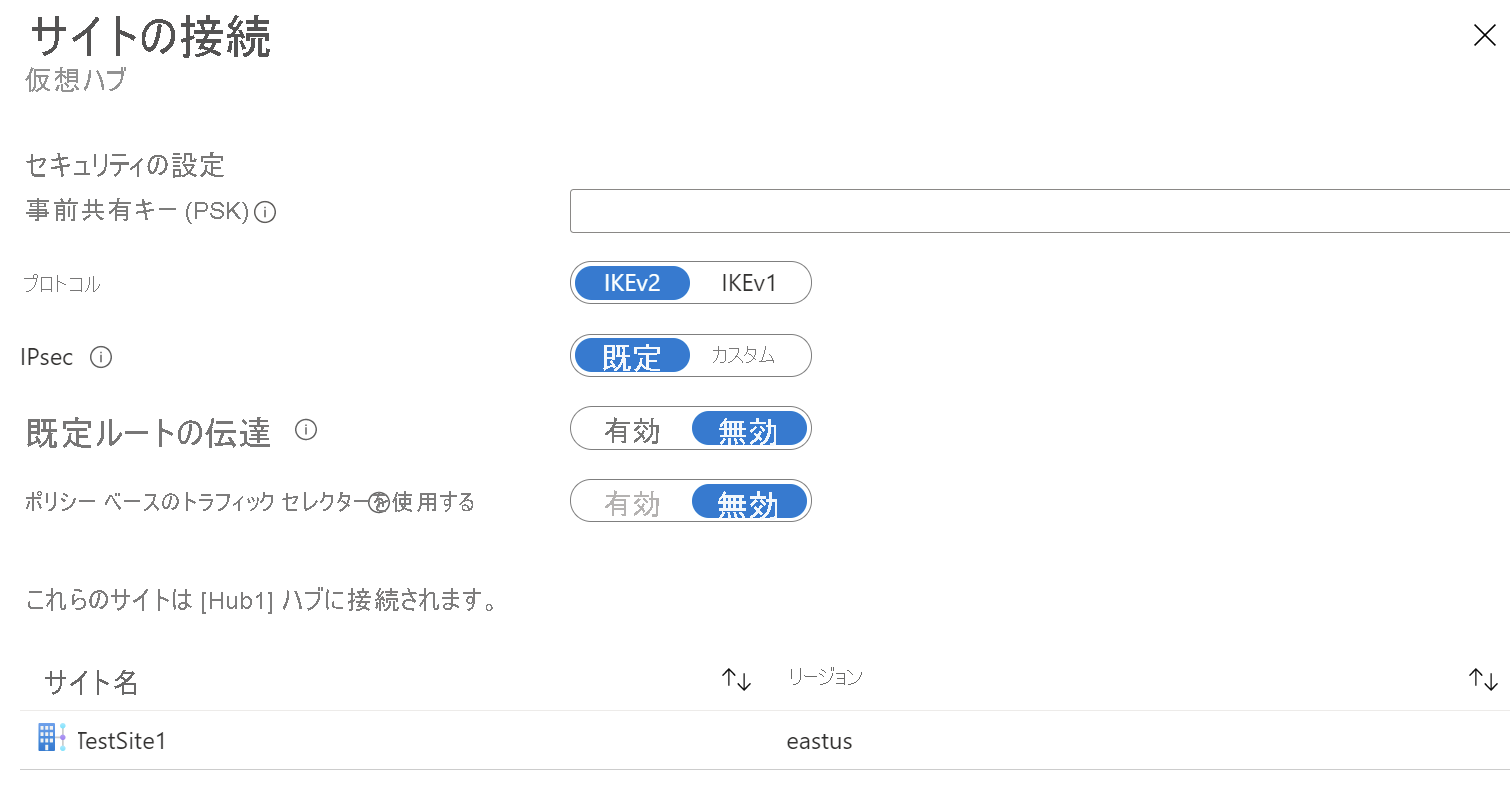 サイトの接続
仮想ハブ
セキュリティの設定
事前共有キー (PSK)
プロトコル
IKEv2 IKEv1
IPsec
既定 カスタム
既定ルートの伝達
有効 無効
ポリシー ベースのトラフィック セレクターを使用する
有効 無効
これらのサイトは [Hub1] ハブに接続されます。
サイト名 リージョン
TestSite1 eastus